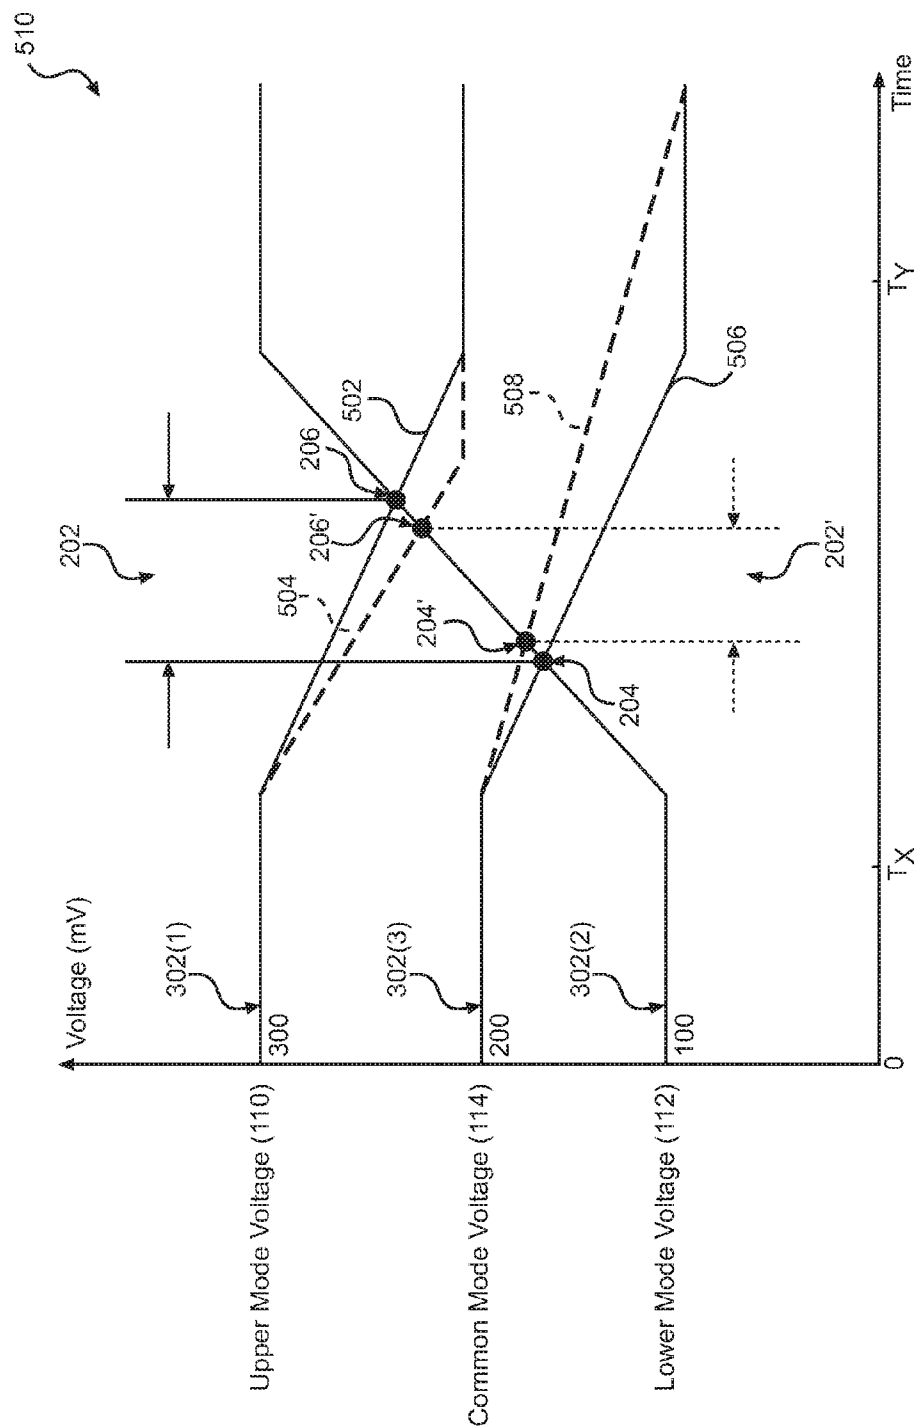 510
Voltage (mV)
Upper Mode Voltage (110)
302(1)
300
202
504
206'
206
502
Common Mode Voltage (114)
302(3)
200
204'
508
Lower Mode Voltage (112)
302(2)
100
204
506
202'
0
TX
TY
Time